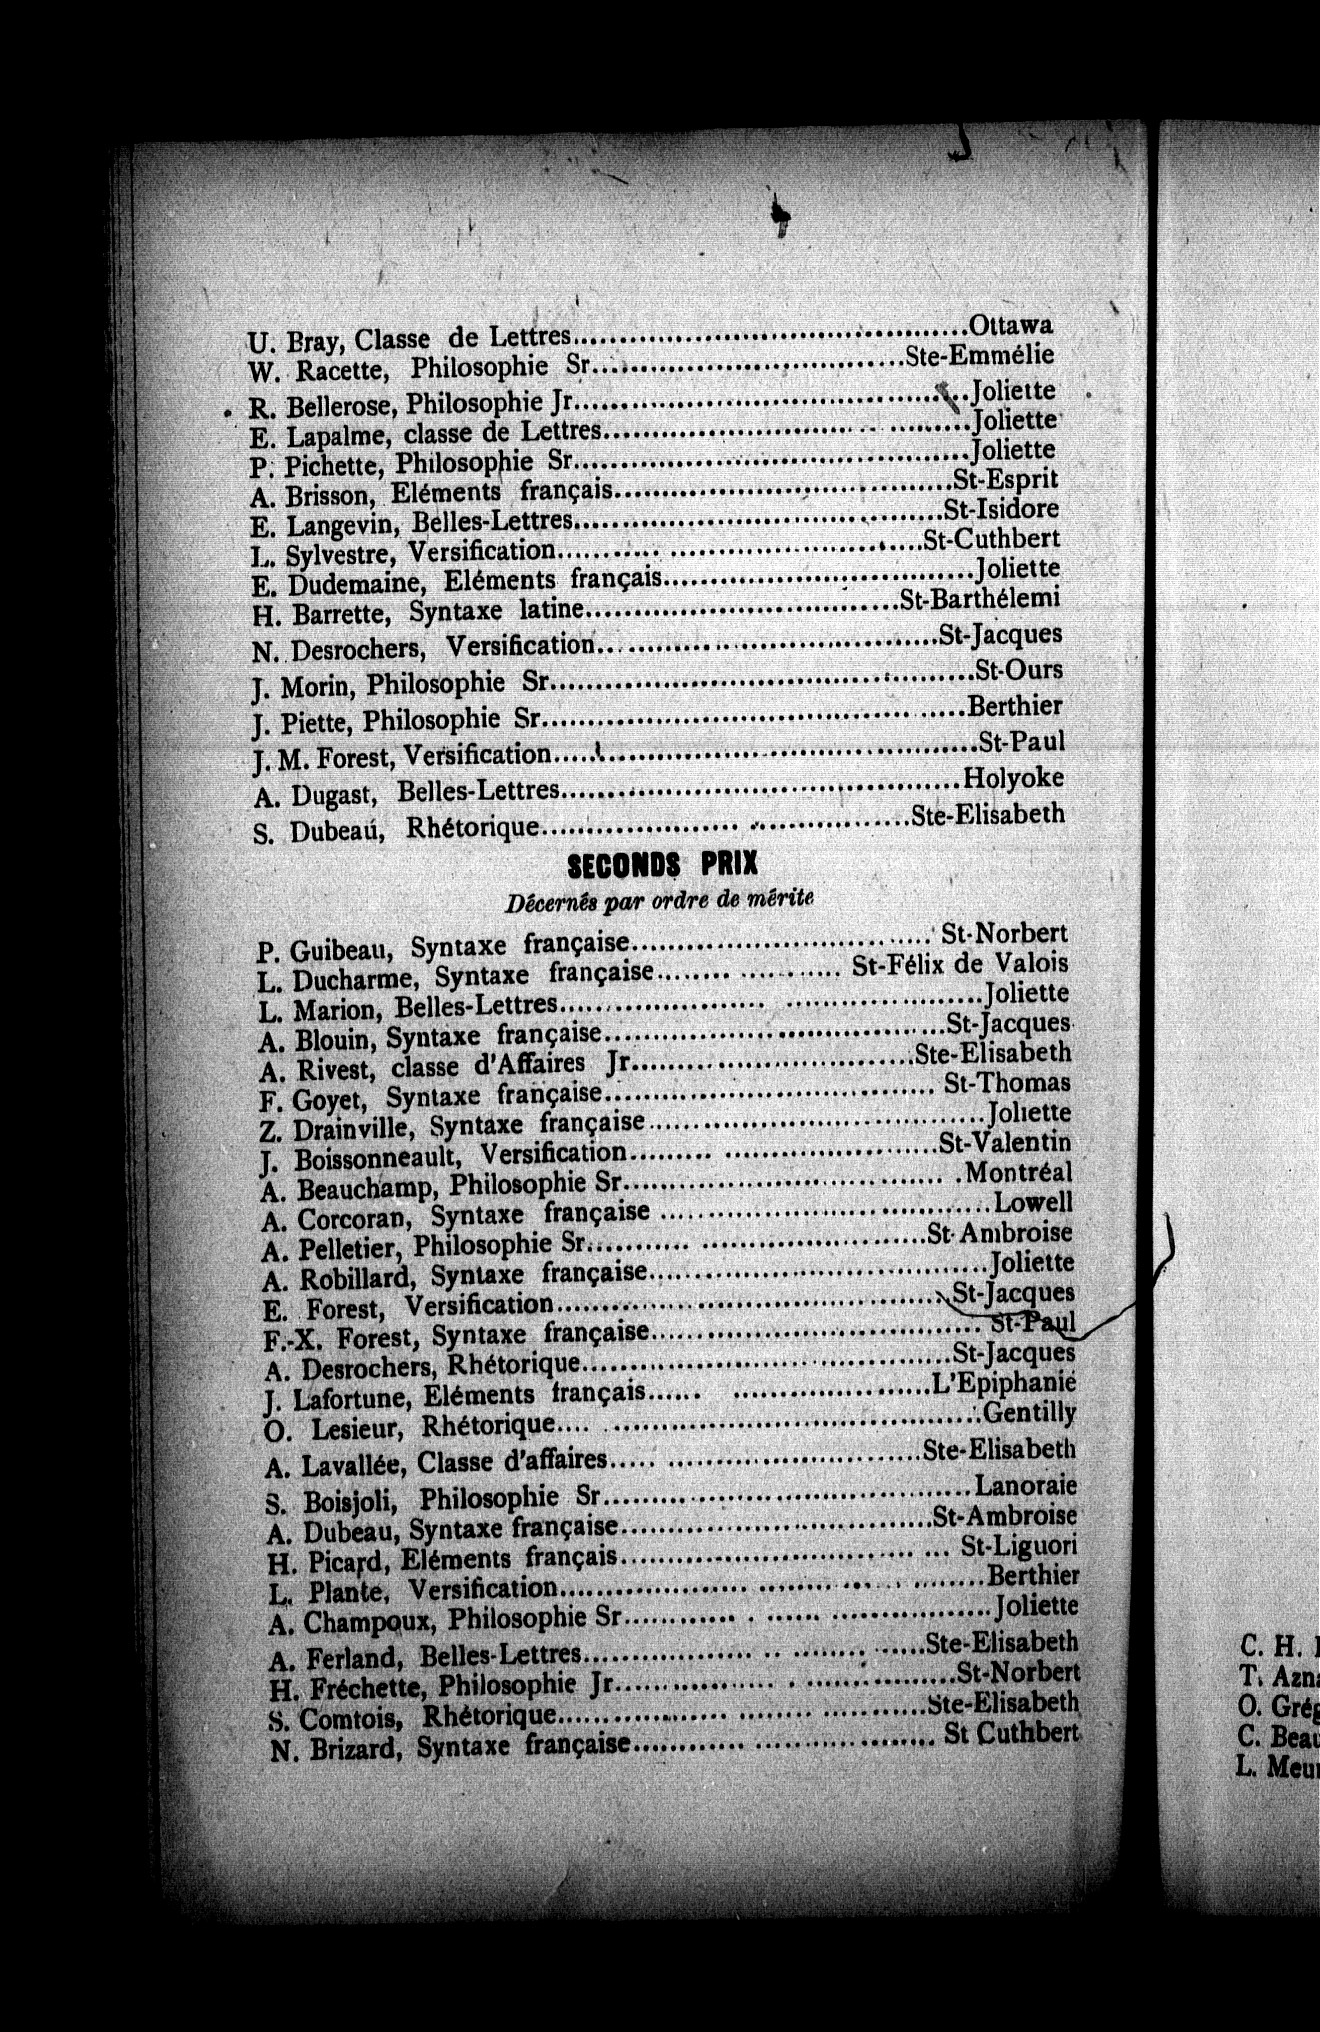 U. Bray, Classe de Lettres..........Ottawa
W. Racette, Philosophie Sr..........Ste-Emmélie
R. Bellerose, Philosophie Jr..........Joliette
E. Lapalme, classe de Lettres..........Joliette
P. Pichette, Philosophie Sr..........Joliette
A. Brisson, Eléments français..........St-Esprit
E. Langevin, Belles-Lettres..........St-Isidore
L. Sylvestre, Versification..........St-Cuthbert
E. Dudemaine, Eléments français..........Joliette
H. Barrette, Syntaxe latine..........St-Barthélemi
N. Desrochers, Versification..........St-Jacques
J. Morin, Philosophie Sr..........St-Ours
J. Piette, Philosophie Sr..........Berthier
J. M. Forest, Versification..........St-Paul
A. Dugast, Belles-Lettres..........Holyoke
S. Dubeau, Rhétorique..........Ste-Elisabeth
SECONDS PRIX
Décernés par ordre de mérite
P. Guibeau, Syntaxe française.......... St-Norbert
L. Ducharme, Syntaxe française.......... St-Félix de Valois
L. Marion, Belles-Lettres..........Joliette
A. Blouin, Syntaxe française..........St-Jacques
A. Rivest, classe d'Affaires Jr..........Ste-Elisabeth
F. Goyet, Syntaxe française.......... St-Thomas
Z. Drainville, Syntaxe française..........Joliette
J. Boissonneault, Versification..........St-Valentin
A. Beauchamp, Philosophie Sr..........Montréal
A. Corcoran, Syntaxe française ..........Lowell
A. Pelletier, Philosophie Sr..........St-Ambroise
A. Robillard, Syntaxe française..........Joliette
E. Forest, Versification..........St-Jacques
F.-X. Forest, Syntaxe française.......... St-Paul
A. Desrochers, Rhétorique..........St-Jacques
J. Lafortune, Eléments français..........L'Epiphanie
O. Lesieur, Rhétorique..........Gentilly
A. Lavallée, Classe d'affaires..........Ste-Elisabeth
S. Boisjoli, Philosophie Sr..........Lanoraie
A. Dubeau, Syntaxe française..........St-Ambroise
H. Picard, Eléments français.......... St-Liguori
L. Plante, Versification..........Berthier
A. Champoux, Philosophie Sr..........Joliette
A. Ferland, Belles-Lettres..........Ste-Elisabeth
H. Fréchette, Philosophie Jr..........St-Norbert
S. Comtois, Rhétorique..........Ste-Elisabeth
N. Brizard, Syntaxe française.......... St Cuthbert
C. H.
T.
O.
C.
L.